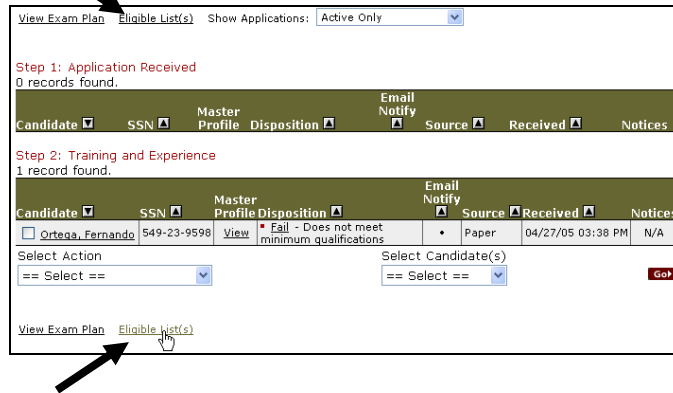 View Exam Plan Eligible List(s) Show Applications: Active Only
Step 1: Application Received
0 records found.
Candidate SSN Master Profile Disposition Email Notify Source Received Notices
Step 2: Training and Experience
1 record found.
Candidate SSN Master Profile Disposition Email Notify Source Received Notices
Ortega, Fernando 549-23-9598 View Fail - Does not meet minimum qualifications • Paper 04/27/05 03:38 PM N/A
Select Action Select Candidate(s)
== Select == == Select == Go
View Exam Plan Eligible List(s)